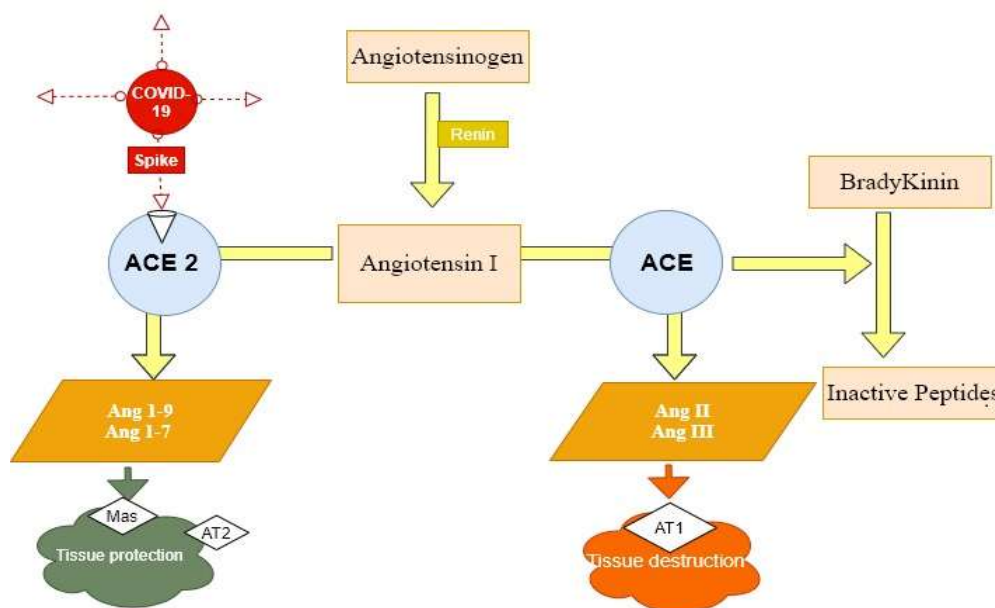 COVID-
19
Spike
Angiotensinogen
Renin
BradyKinin
ACE 2
Angiotensin I
ACE
Inactive Peptides
Ang 1-9
Ang 1-7
Ang II
Ang III
Mas
AT2
Tissue protection
AT1
Tissue destruction